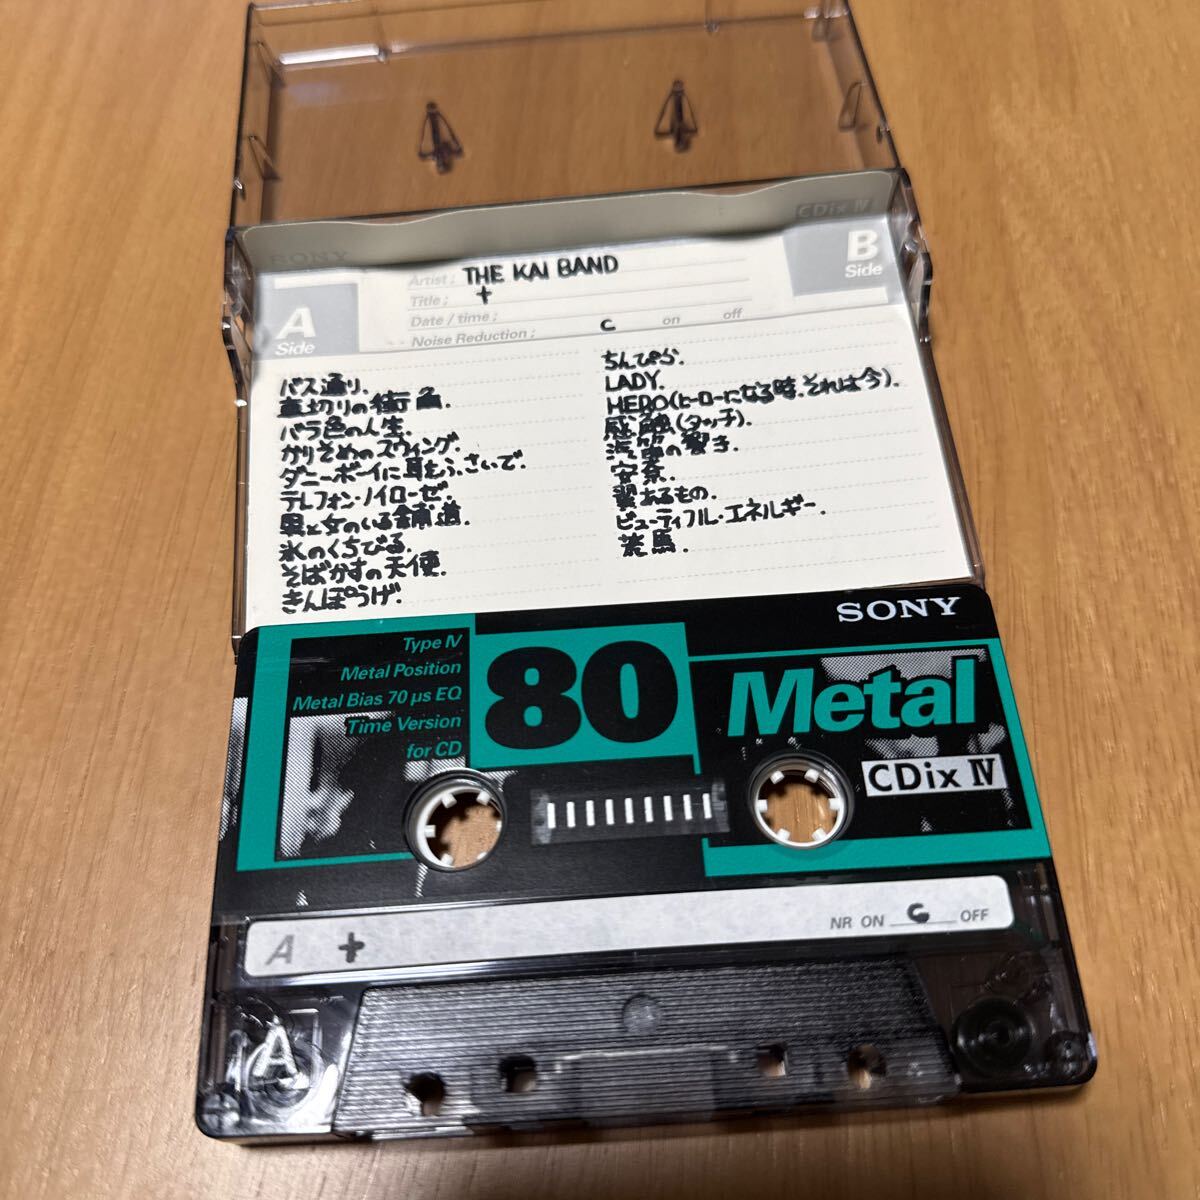 SONY
CDix IV
A
Side
Artist: THE KAI BAND
Title: +
Date / time:
Noise Reduction: C on off
B
Side
バス通り.
裏切りの街角.
バラ色の人生.
かりそめのスウィング.
ダニーボーイに耳をふさいで.
テレフォン・ノイローゼ.
男と女のいる舗道.
氷のくちびる.
そばかすの天使.
きんぽうげ.
ちんぴら.
LADY.
HERO(ヒーローになる時、それは今).
感触(タッチ).
汽笛の響き.
安奈.
翼あるもの.
ビューティフル・エネルギー.
荒馬.
SONY
Type IV
Metal Position
Metal Bias 70 µs EQ
Time Version
for CD
80
Metal
CDix IV
A +
NR ON C OFF
A